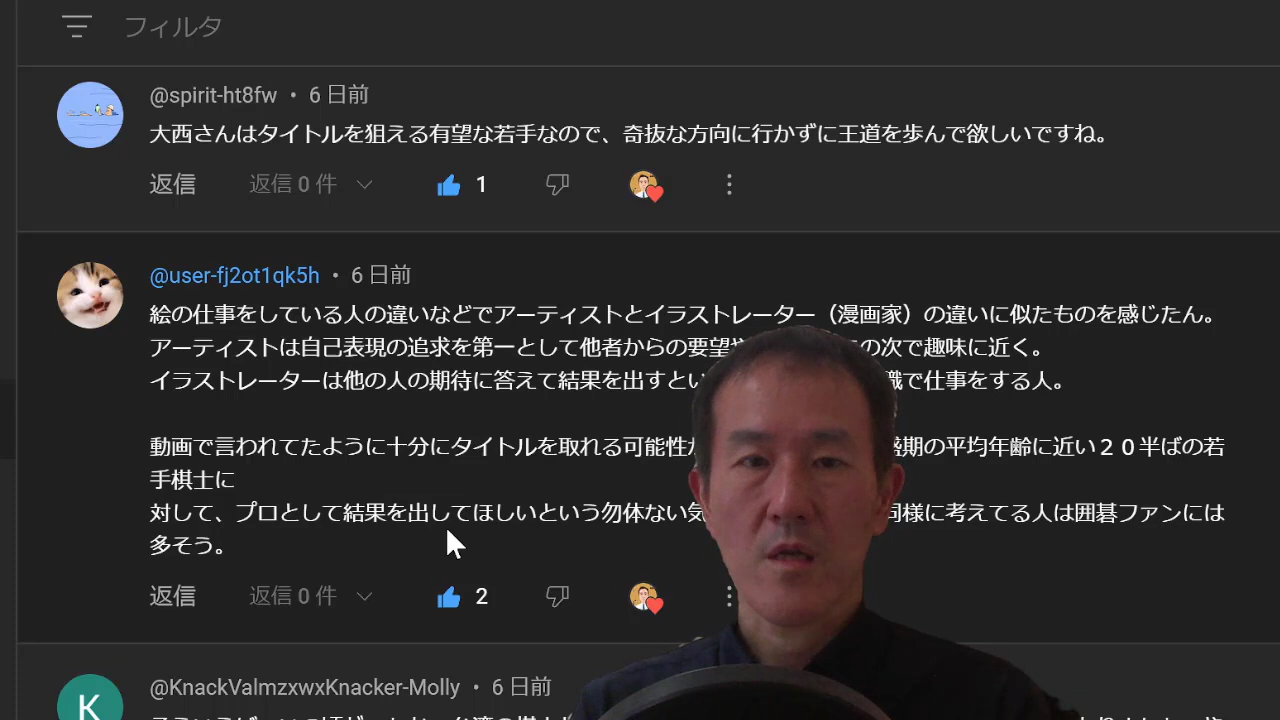 フィルタ
@spirit-ht8fw • 6 日前
大西さんはタイトルを狙える有望な若手なので、奇抜な方向に行かずに王道を歩んで欲しいですね。
返信 返信 0 件 1
@user-fj2ot1qk5h • 6 日前
絵の仕事をしている人の違いなどでアーティストとイラストレーター（漫画家）の違いに似たものを感じたん。
アーティストは自己表現の追求を第一として他者からの要望 の次で趣味に近く。
イラストレーターは他の人の期待に答えて結果を出すとい 職で仕事をする人。
動画で言われてたように十分にタイトルを取れる可能性 期の平均年齢に近い２０半ばの若
手棋士に
対して、プロとして結果を出してほしいという勿体ない気 同様に考えてる人は囲碁ファンには
多そう。
返信 返信 0 件 2
K
@KnackValmzxwxKnacker-Molly • 6 日前